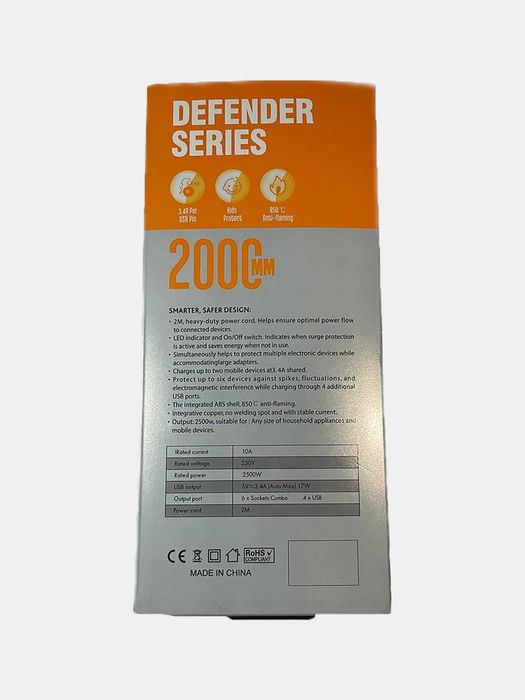 DEFENDER
SERIES
3.4A Per
USB Pin
Kids
Protect
850 ℃
Anti-flaming
2000MM
SMARTER, SAFER DESIGN:
• 2M, heavy-duty power cord. Helps ensure optimal power flow
to connected devices.
• LED indicator and On/Off switch. Indicates when surge protection
is active and saves energy when not in use.
• Simultaneously helps to protect multiple electronic devices while
accommodatinglarge adapters.
• Charges up to two mobile devices at3. 4A shared.
• Protect up to six devices against spikes, fluctuations, and
electromagnetic interference while charging through 4 additional
USB ports.
• The integrated ABS shell, 850℃ anti-flaming.
• Integrative copper, no welding spot and with stable current.
• Output: 2500w, suitable for : Any size of household appliances and
mobile devices.
IRated current 10A
Rated voltage 250V
Rated power 2500W
USB output 5V⎓3.4A (Auto Max) 17W
Output port 6 x Sockets Combo 4 x USB
Power cord 2M
CE RoHS
COMPLIANT
MADE IN CHINA